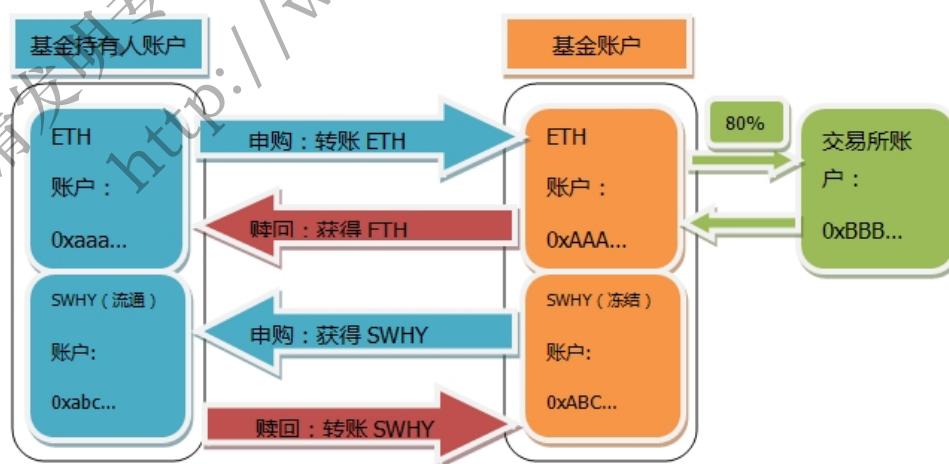 基金持有人账户
基金账户
ETH
账户：
0xaaa...
申购：转账 ETH
赎回：获得 ETH
ETH
账户：
0xAAA...
80%
交易所账
户：
0xBBB...
SWHY（流通）
账户:
0xabc...
申购：获得 SWHY
赎回：转账 SWHY
SWHY（冻结）
账户:
0xABC...
http://w